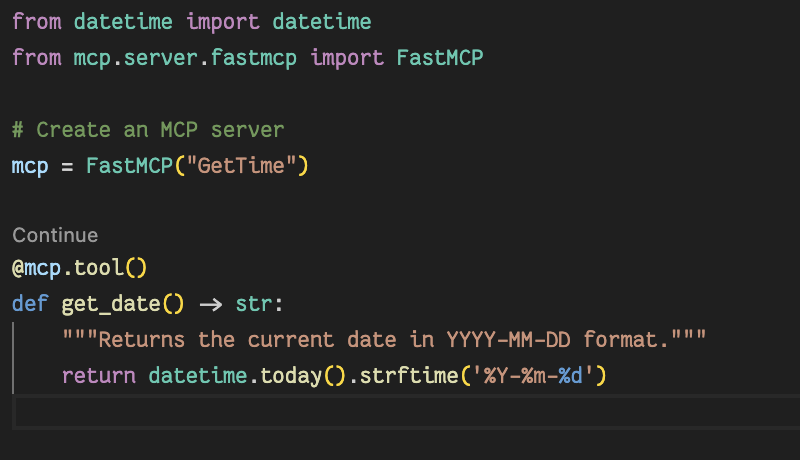 from datetime import datetime
from mcp.server.fastmcp import FastMCP
# Create an MCP server
mcp = FastMCP("GetTime")
Continue
@mcp.tool()
def get_date() -> str:
"""Returns the current date in YYYY-MM-DD format."""
return datetime.today().strftime('%Y-%m-%d')